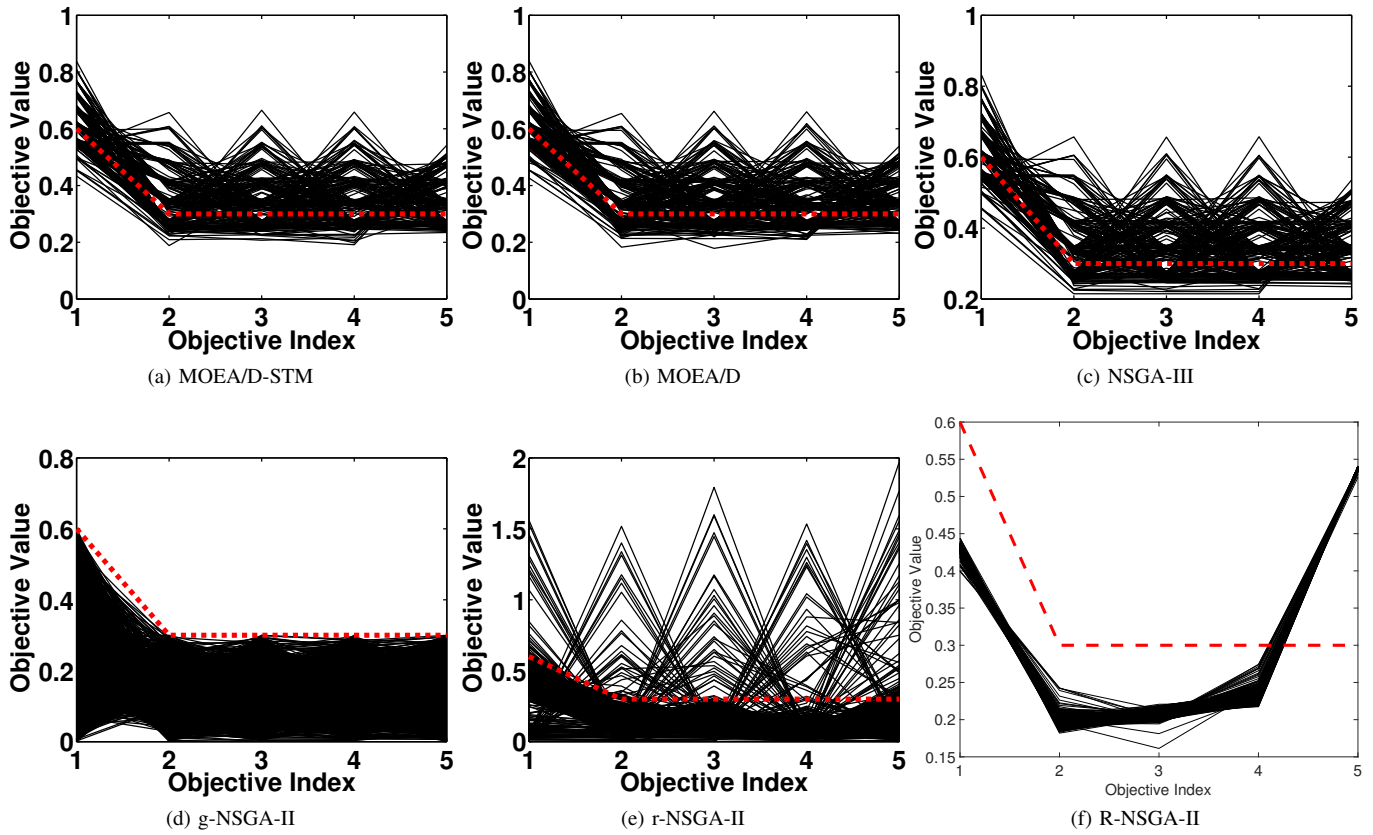 1
0.8
0.6
0.4
0.2
0
1 2 3 4 5
Objective Value
Objective Index
(a) MOEA/D-STM
1
0.8
0.6
0.4
0.2
0
1 2 3 4 5
Objective Value
Objective Index
(b) MOEA/D
1
0.8
0.6
0.4
0.2
1 2 3 4 5
Objective Value
Objective Index
(c) NSGA-III
0.8
0.6
0.4
0.2
0
1 2 3 4 5
Objective Value
Objective Index
(d) g-NSGA-II
2
1.5
1
0.5
0
1 2 3 4 5
Objective Value
Objective Index
(e) r-NSGA-II
0.6
0.55
0.5
0.45
0.4
0.35
0.3
0.25
0.2
0.15
1 2 3 4 5
Objective Value
Objective Index
(f) R-NSGA-II